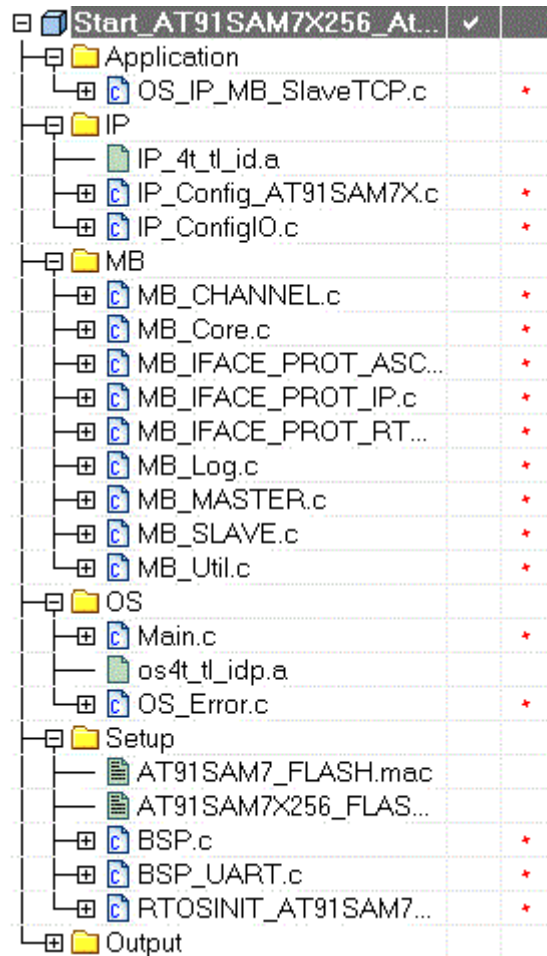 Start_AT91SAM7X256_At...
Application
OS_IP_MB_SlaveTCP.c
IP
IP_4t_tl_id.a
IP_Config_AT91SAM7X.c
IP_ConfigIO.c
MB
MB_CHANNEL.c
MB_Core.c
MB_IFACE_PROT_ASC...
MB_IFACE_PROT_IP.c
MB_IFACE_PROT_RT...
MB_Log.c
MB_MASTER.c
MB_SLAVE.c
MB_Util.c
OS
Main.c
os4t_tl_idp.a
OS_Error.c
Setup
AT91SAM7_FLASH.mac
AT91SAM7X256_FLAS...
BSP.c
BSP_UART.c
RTOSINIT_AT91SAM7...
Output